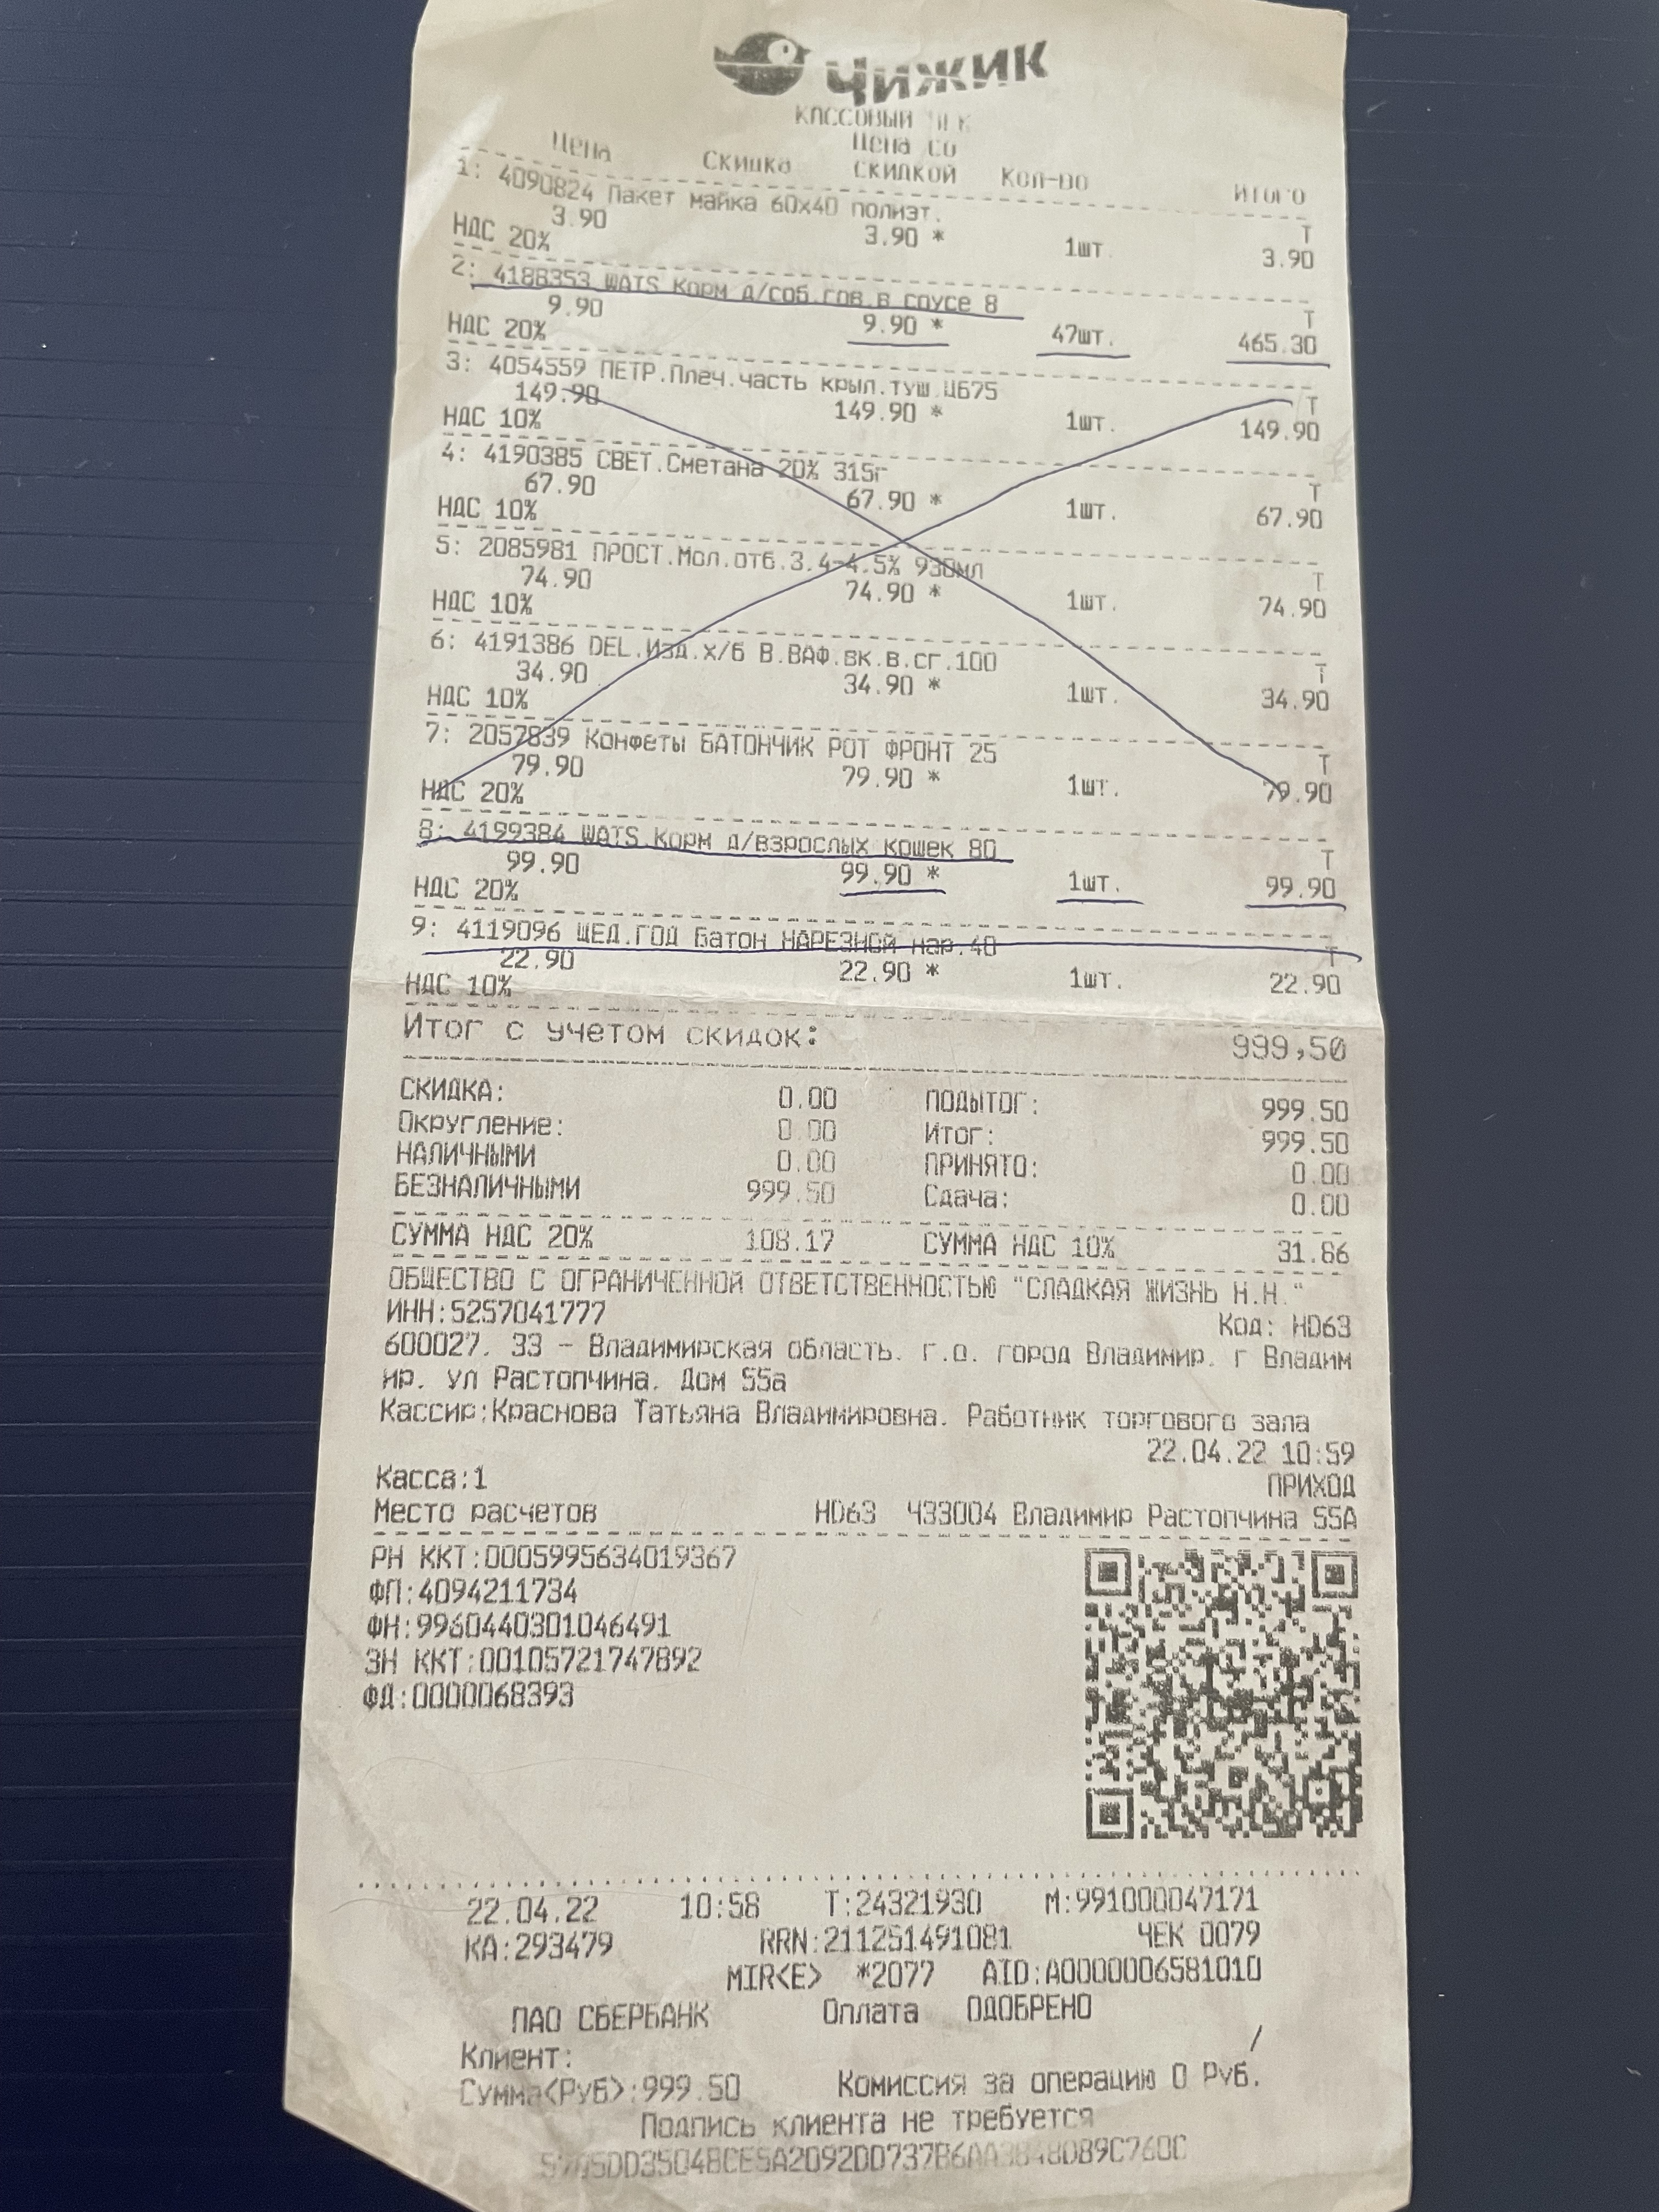 Чижик
КАССОВЫЙ ЧЕК
Цена Скидка Цена со скидкой Кол-во ИТОГО
1: 4090824 Пакет майка 60х40 полиэт. Т
3.90 3.90 * 1шт. 3.90
НДС 20%
2: 4188353 WATS Корм д/соб.гов.в соусе 8 Т
9.90 9.90 * 47шт. 465.30
НДС 20%
3: 4054559 ПЕТР.Плеч.часть крыл.туш.ЦБ75 Т
149.90 149.90 * 1шт. 149.90
НДС 10%
4: 4190385 СВЕТ.Сметана 20% 315г Т
67.90 67.90 * 1шт. 67.90
НДС 10%
5: 2085981 ПРОСТ.Мол.отб.3.4-4.5% 930мл Т
74.90 74.90 * 1шт. 74.90
НДС 10%
6: 4191386 DEL.Изд.х/б В.ВАФ.вк.в.сг.100 Т
34.90 34.90 * 1шт. 34.90
НДС 10%
7: 2057839 Конфеты БАТОНЧИК РОТ ФРОНТ 25 Т
79.90 79.90 * 1шт. 79.90
НДС 20%
8: 4199384 WATS Корм д/взрослых кошек 80 Т
99.90 99.90 * 1шт. 99.90
НДС 20%
9: 4119096 ЩЕД.ГОД Батон НАРЕЗНОЙ нар.40 Т
22.90 22.90 * 1шт. 22.90
НДС 10%
Итог с учетом скидок: 999,50
СКИДКА: 0.00 ПОДЫТОГ: 999.50
Округление: 0.00 Итог: 999.50
НАЛИЧНЫМИ 0.00 ПРИНЯТО: 0.00
БЕЗНАЛИЧНЫМИ 999.50 Сдача: 0.00
СУММА НДС 20% 108.17 СУММА НДС 10% 31.86
ОБЩЕСТВО С ОГРАНИЧЕННОЙ ОТВЕТСТВЕННОСТЬЮ "СЛАДКАЯ ЖИЗНЬ Н.Н."
ИНН:5257041777 Код: HD63
600027. 33 - Владимирская область. г.о. город Владимир. г Владим
ир. ул Растопчина. Дом 55а
Кассир:Краснова Татьяна Владимировна. Работник торгового зала
22.04.22 10:59
Касса:1 ПРИХОД
Место расчетов HD63 Ч33004 Владимир Растопчина 55А
РН ККТ:0005995634019367
ФП:4094211734
ФН:9960440301046491
ЗН ККТ:00105721747892
ФД:0000068393
22.04.22 10:58 Т:24321930 М:991000047171
КА:293479 RRN:211251491081 ЧЕК 0079
MIR<E> *2077 AID:A0000006581010
ПАО СБЕРБАНК Оплата ОДОБРЕНО
Клиент: /
Сумма<Руб>:999.50 Комиссия за операцию 0 Руб.
Подпись клиента не требуется